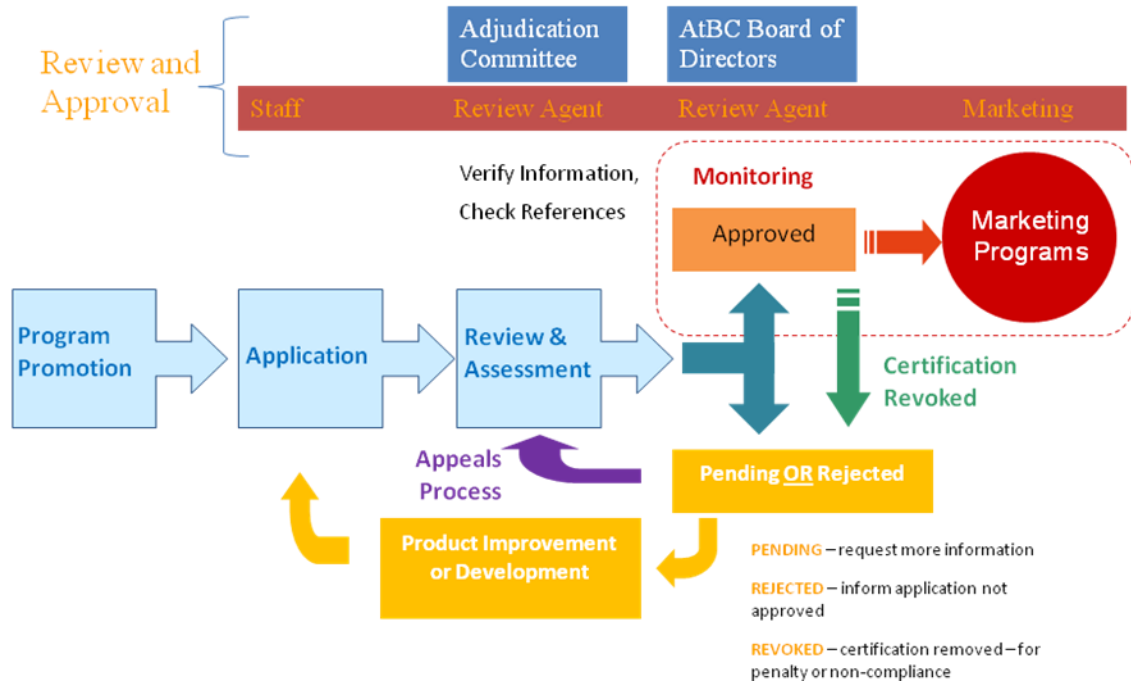 Review and
Approval
Adjudication
Committee
AtBC Board of
Directors
Staff
Review Agent
Review Agent
Marketing
Verify Information,
Check References
Monitoring
Approved
Marketing
Programs
Program
Promotion
Application
Review &
Assessment
Certification
Revoked
Appeals
Process
Pending OR Rejected
Product Improvement
or Development
PENDING – request more information
REJECTED – inform application not
approved
REVOKED – certification removed – for
penalty or non-compliance